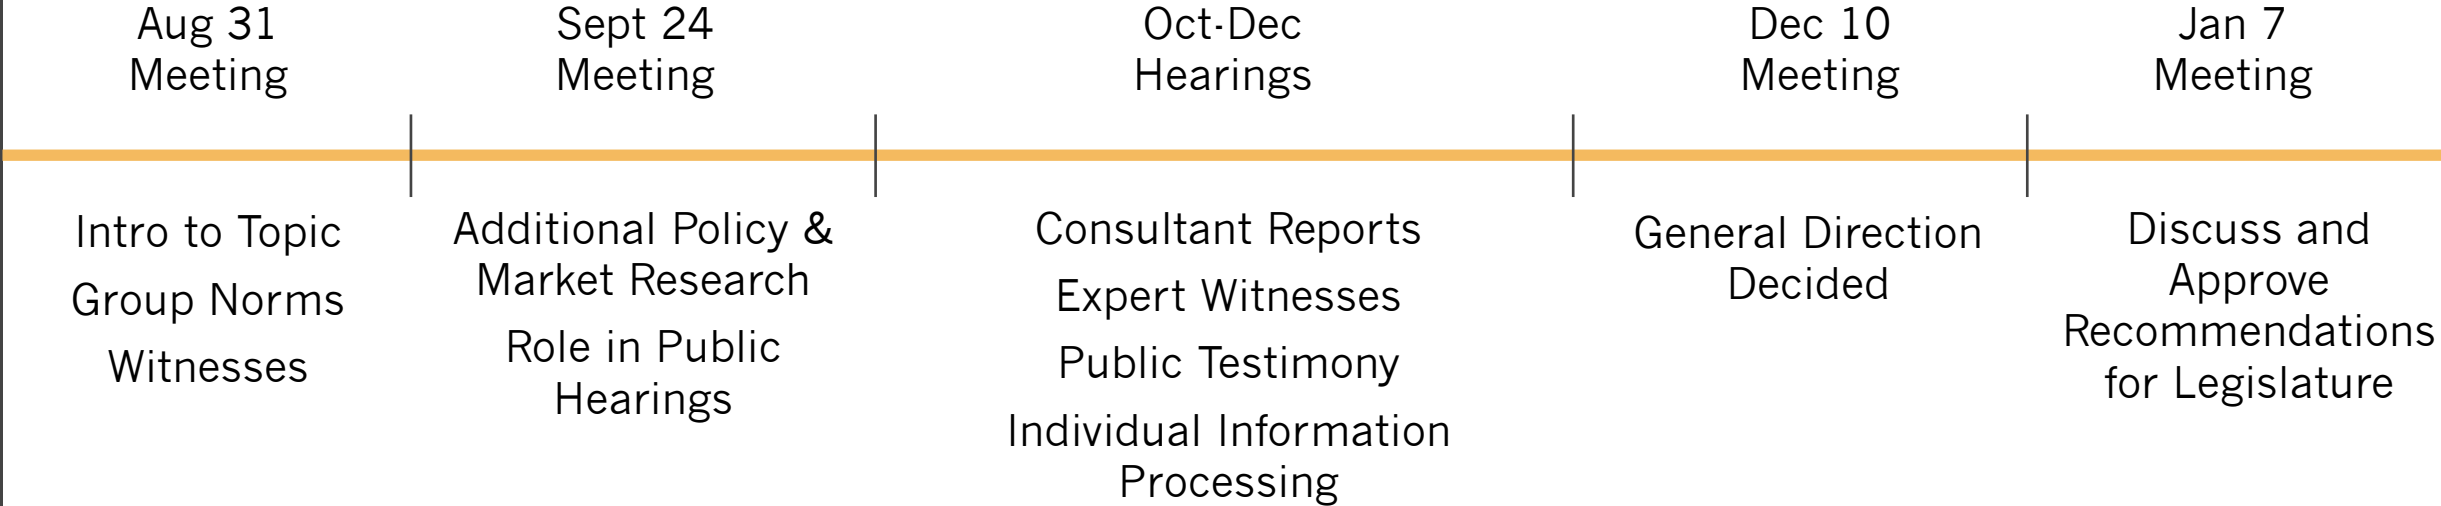 Aug 31
Meeting
Sept 24
Meeting
Oct-Dec
Hearings
Dec 10
Meeting
Jan 7
Meeting
Intro to Topic
Group Norms
Witnesses
Additional Policy &
Market Research
Role in Public
Hearings
Consultant Reports
Expert Witnesses
Public Testimony
Individual Information
Processing
General Direction
Decided
Discuss and
Approve
Recommendations
for Legislature